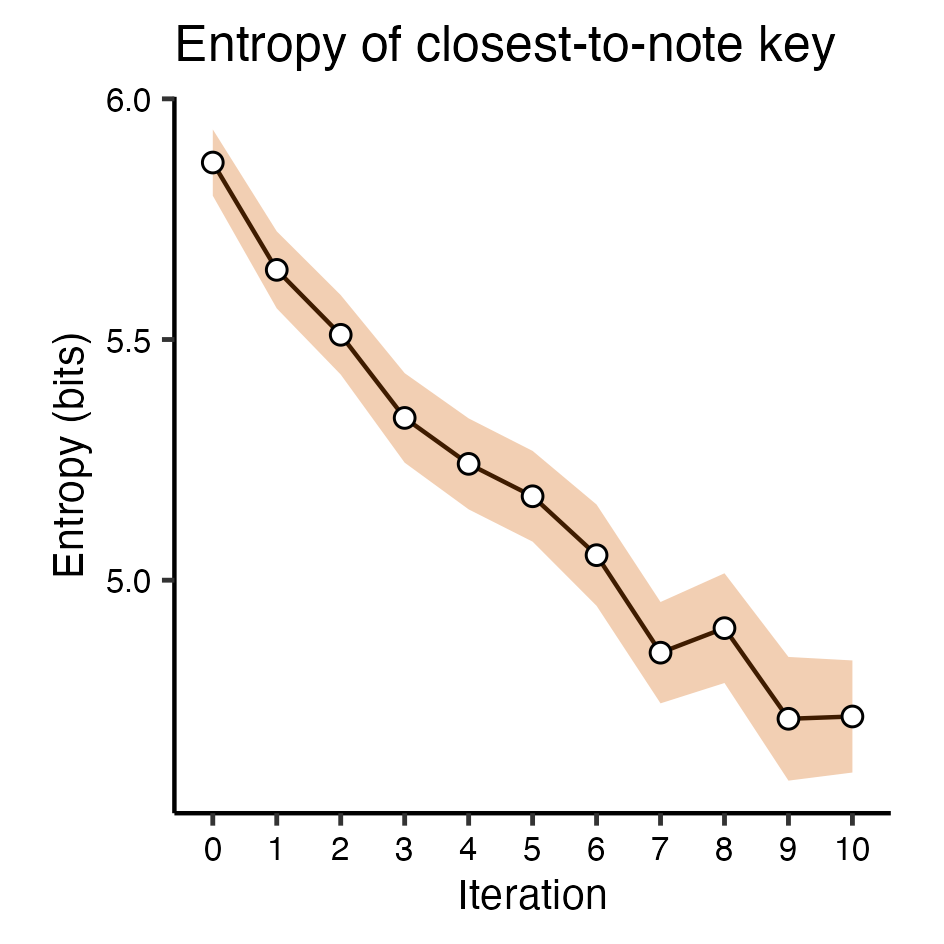 Entropy of closest-to-note key
Entropy (bits)
6.0
5.5
5.0
0 1 2 3 4 5 6 7 8 9 10
Iteration